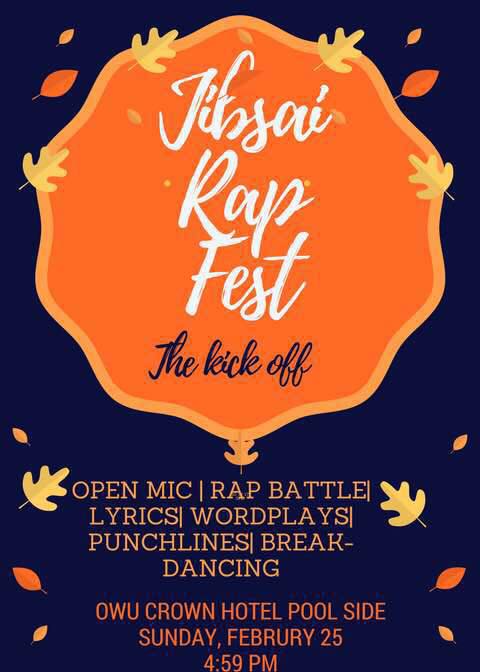 Jibsai
Rap
Fest
The kick off
OPEN MIC | RAP BATTLE|
LYRICS| WORDPLAYS|
PUNCHLINES| BREAK-
DANCING
OWU CROWN HOTEL POOL SIDE
SUNDAY, FEBRURY 25
4:59 PM